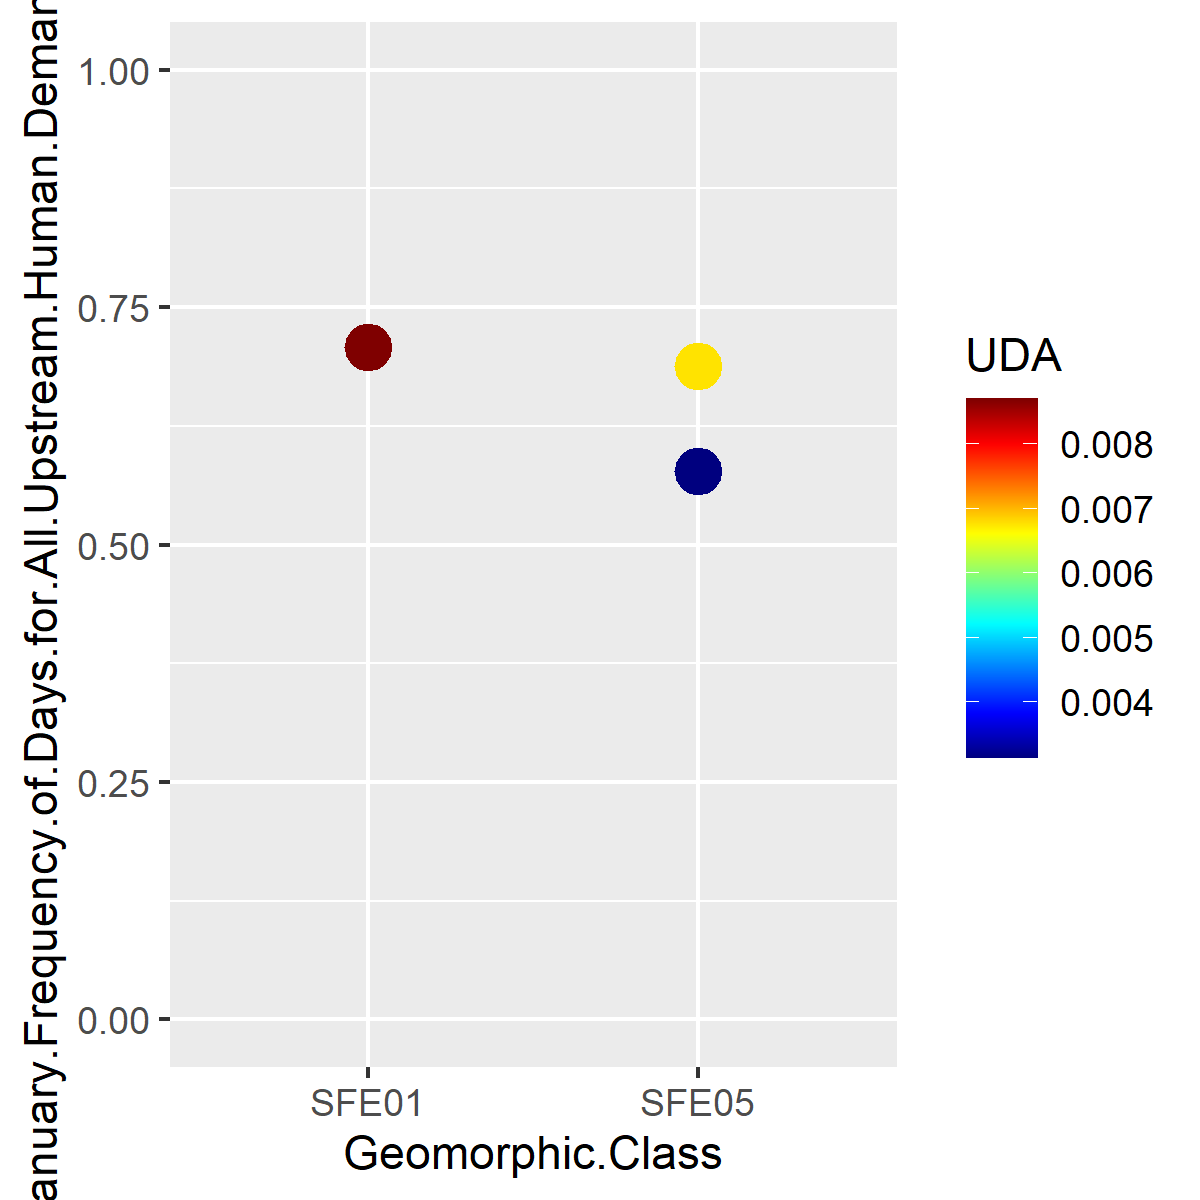 anuary.Frequency.of.Days.for.All.Upstream.Human.Deman
1.00
0.75
0.50
0.25
0.00
SFE01 SFE05
Geomorphic.Class
UDA
0.008
0.007
0.006
0.005
0.004